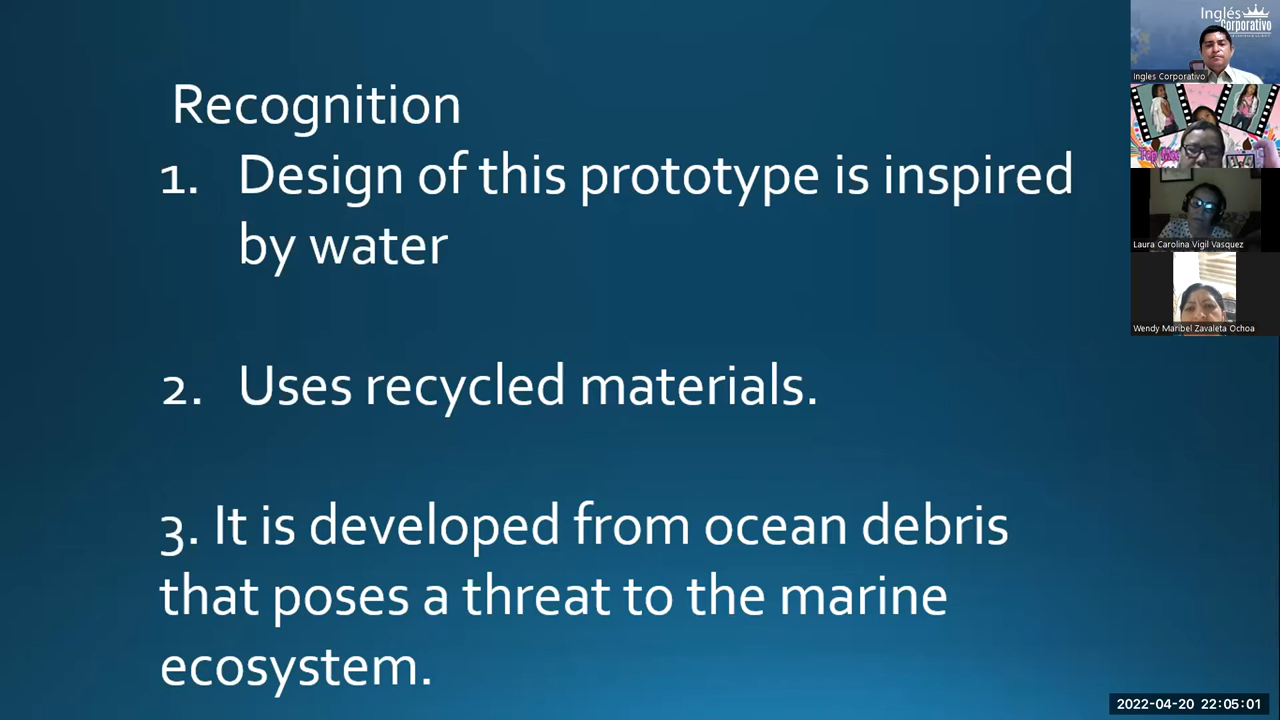 Recognition
1. Design of this prototype is inspired
by water
2. Uses recycled materials.
3. It is developed from ocean debris
that poses a threat to the marine
ecosystem.
Inglés
Corporativo
Ingles Corporativo
Laura Carolina Vigil Vasquez
Wendy Maribel Zavaleta Ochoa
2022-04-20 22:05:01